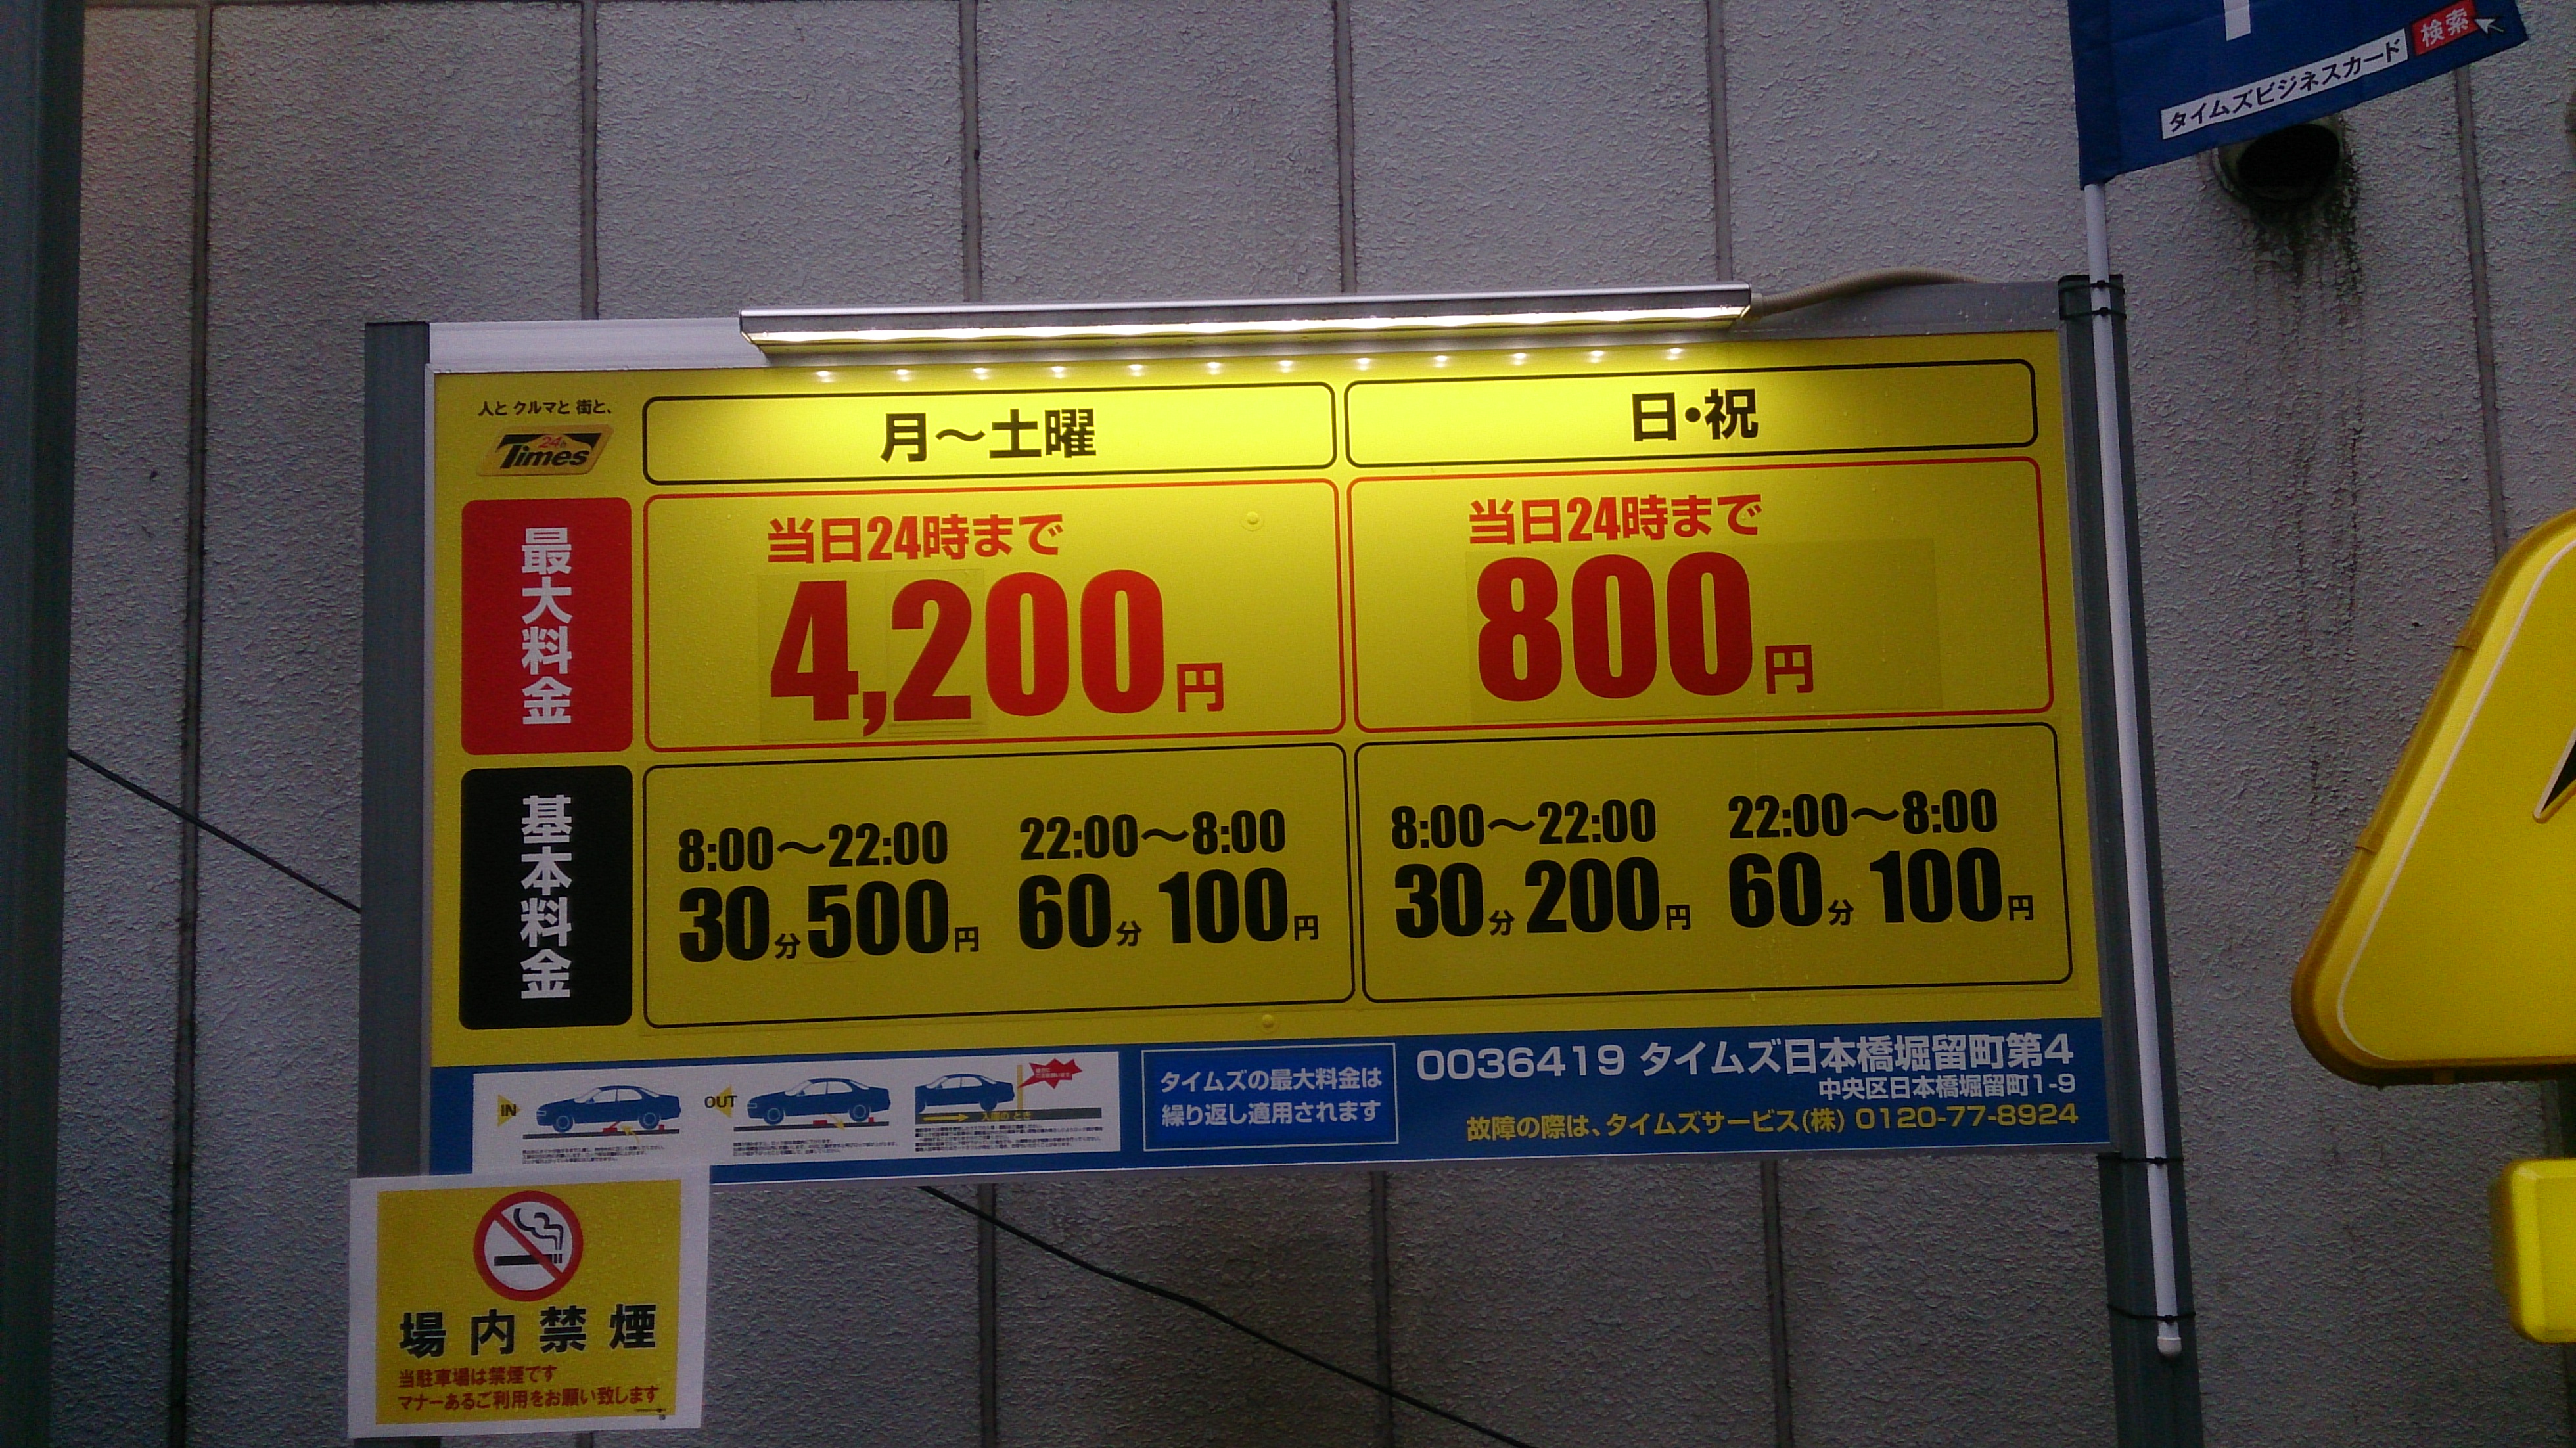 検索
タイムズビジネスカード
人と クルマと 街と、
24h
Times
月～土曜
日・祝
最大料金
当日24時まで
4,200円
当日24時まで
800円
基本料金
8:00～22:00
30分500円
22:00～8:00
60分 100円
8:00～22:00
30分200円
22:00～8:00
60分 100円
IN
OUT
入庫の とき
タイムズの最大料金は
繰り返し適用されます
0036419 タイムズ日本橋堀留町第4
中央区日本橋堀留町1-9
故障の際は、タイムズサービス(株) 0120-77-8924
場内禁煙
当駐車場は禁煙です
マナーあるご利用をお願い致します